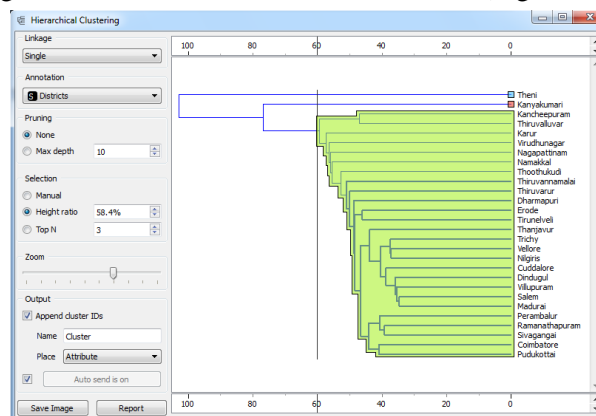 Hierarchical Clustering
Linkage
Single
Annotation
S Districts
Pruning
None
Max depth 10
Selection
Manual
Height ratio 58.4%
Top N 3
Zoom
Output
Append cluster IDs
Name Cluster
Place Attribute
Auto send is on
Save Image Report
100 80 60 40 20 0
Theni
Kanyakumari
Kancheepuram
Thiruvalluvar
Karur
Virudhunagar
Nagapattinam
Namakkal
Thoothukudi
Thiruvannamalai
Thiruvarur
Dharmapuri
Erode
Tirunelveli
Thanjavur
Trichy
Vellore
Nilgiris
Cuddalore
Dindugul
Villupuram
Salem
Madurai
Perambalur
Ramanathapuram
Sivagangai
Coimbatore
Pudukottai
100 80 60 40 20 0